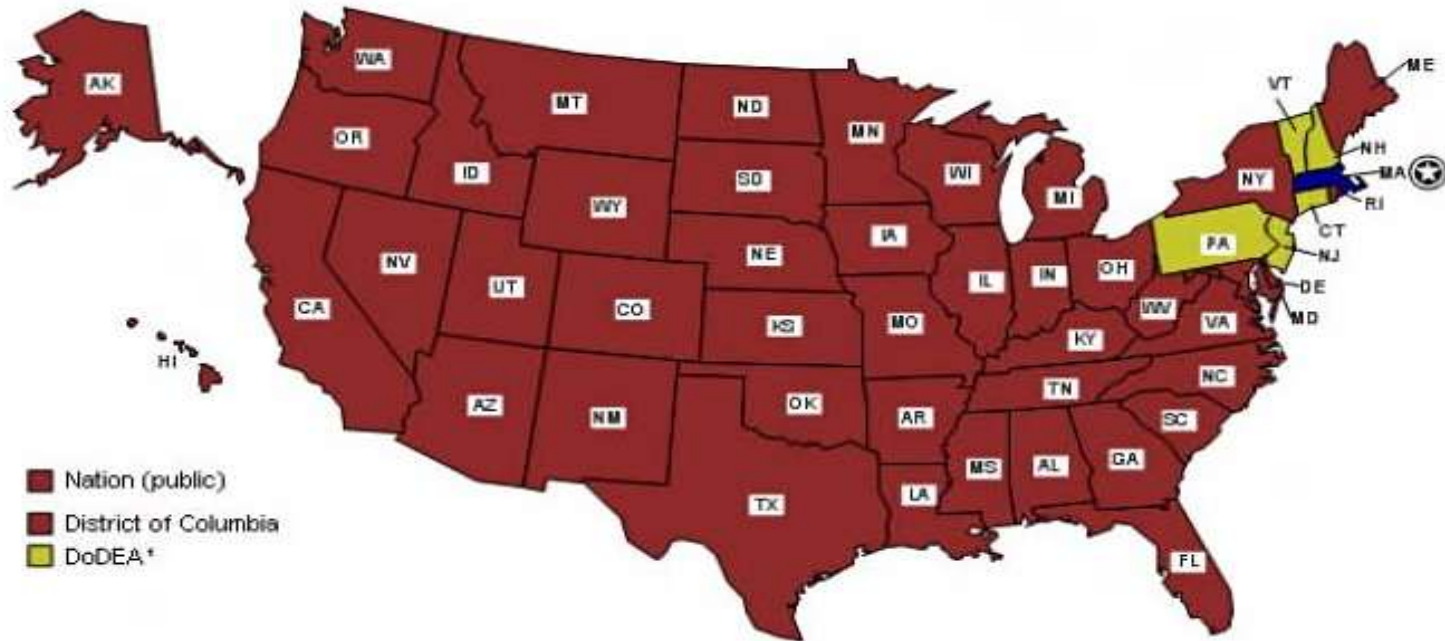 AK
WA
MT
ND
MN
OR
ID
WY
SD
WI
MI
NY
VT
ME
NH
MA
RI
CT
NJ
PA
DE
MD
NV
UT
CO
NE
IA
IL
IN
OH
WV
VA
CA
KS
MO
KY
HI
AZ
NM
OK
AR
TN
NC
SC
TX
LA
MS
AL
GA
FL
Nation (public)
District of Columbia
DoDEA¹